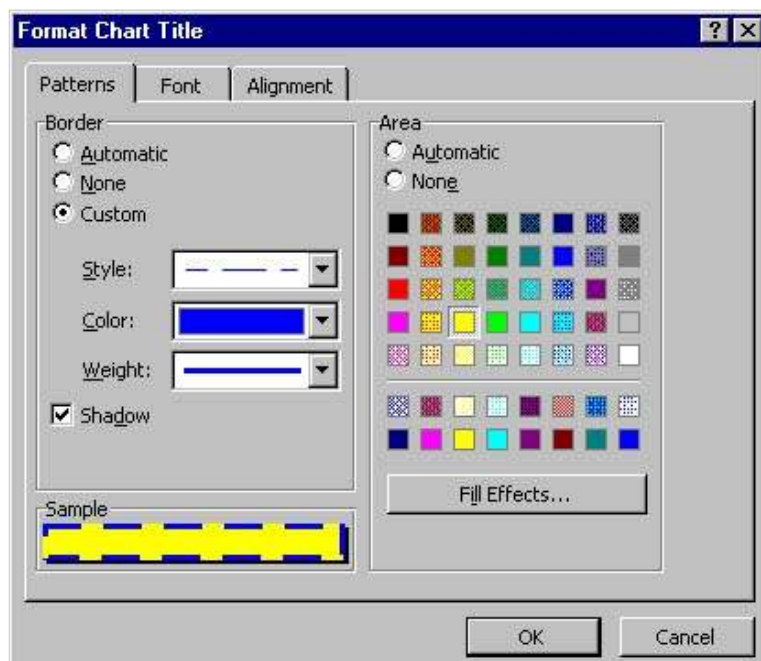 Format Chart Title
Patterns Font Alignment
Border
Automatic
None
Custom
Style:
Color:
Weight:
Shadow
Sample
Area
Automatic
None
Fill Effects...
OK Cancel